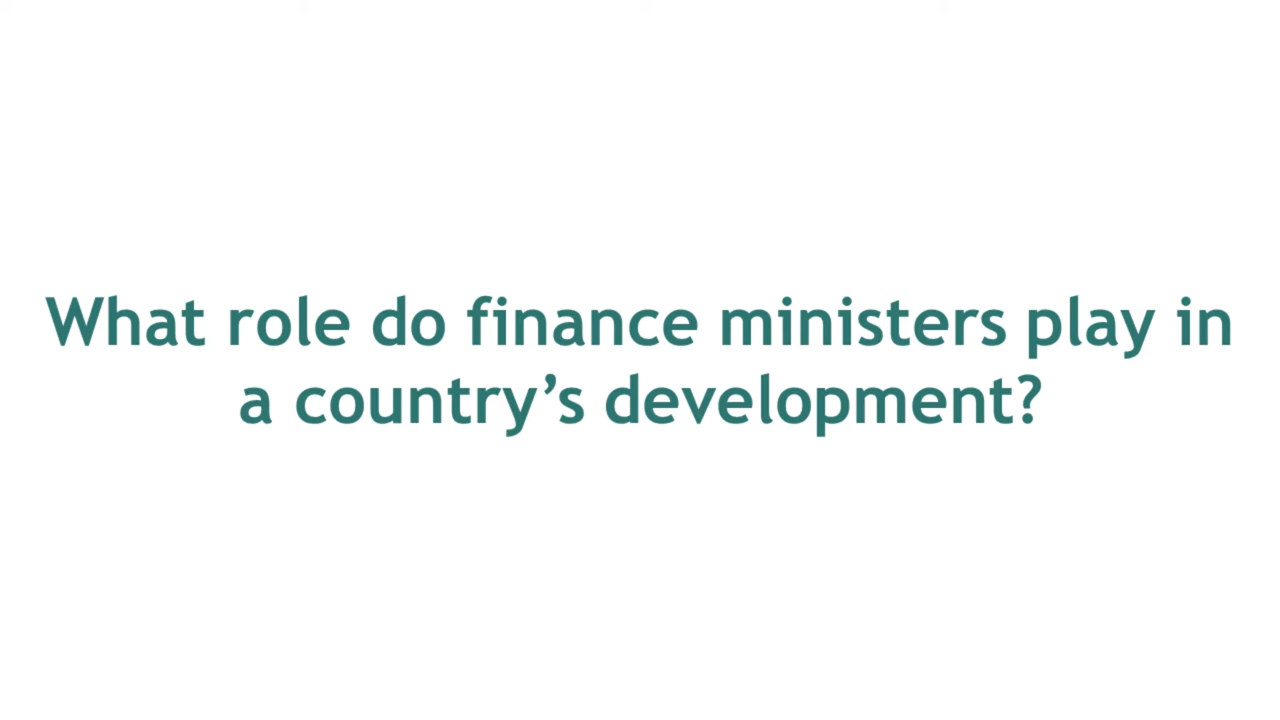 What role do finance ministers play in
a country’s development?